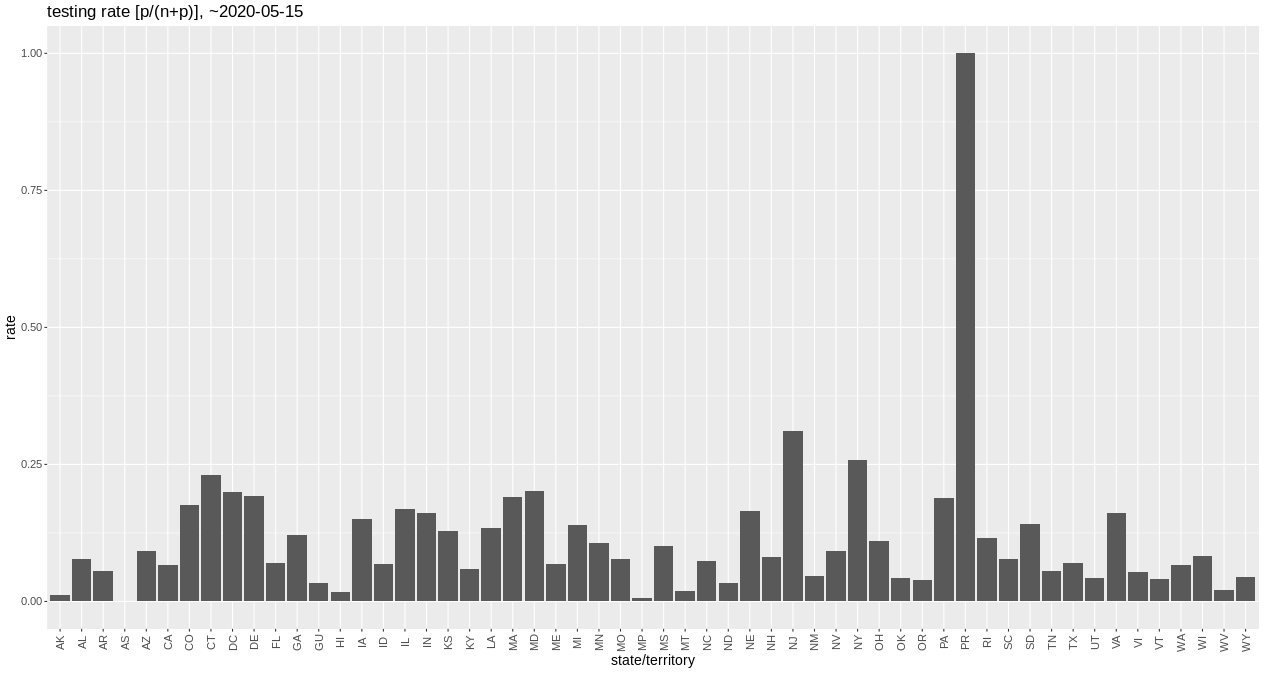 testing rate [p/(n+p)], ~2020-05-15
1.00
0.75
0.50
0.25
0.00
rate
AK AL AR AS AZ CA CO CT DC DE FL GA GU HI IA ID IL IN KS KY LA MA MD ME MI MN MO MP MS MT NC ND NE NH NJ NM NV NY OH OK OR PA PR RI SC SD TN TX UT VA VI VT WA WI WV WY
state/territory